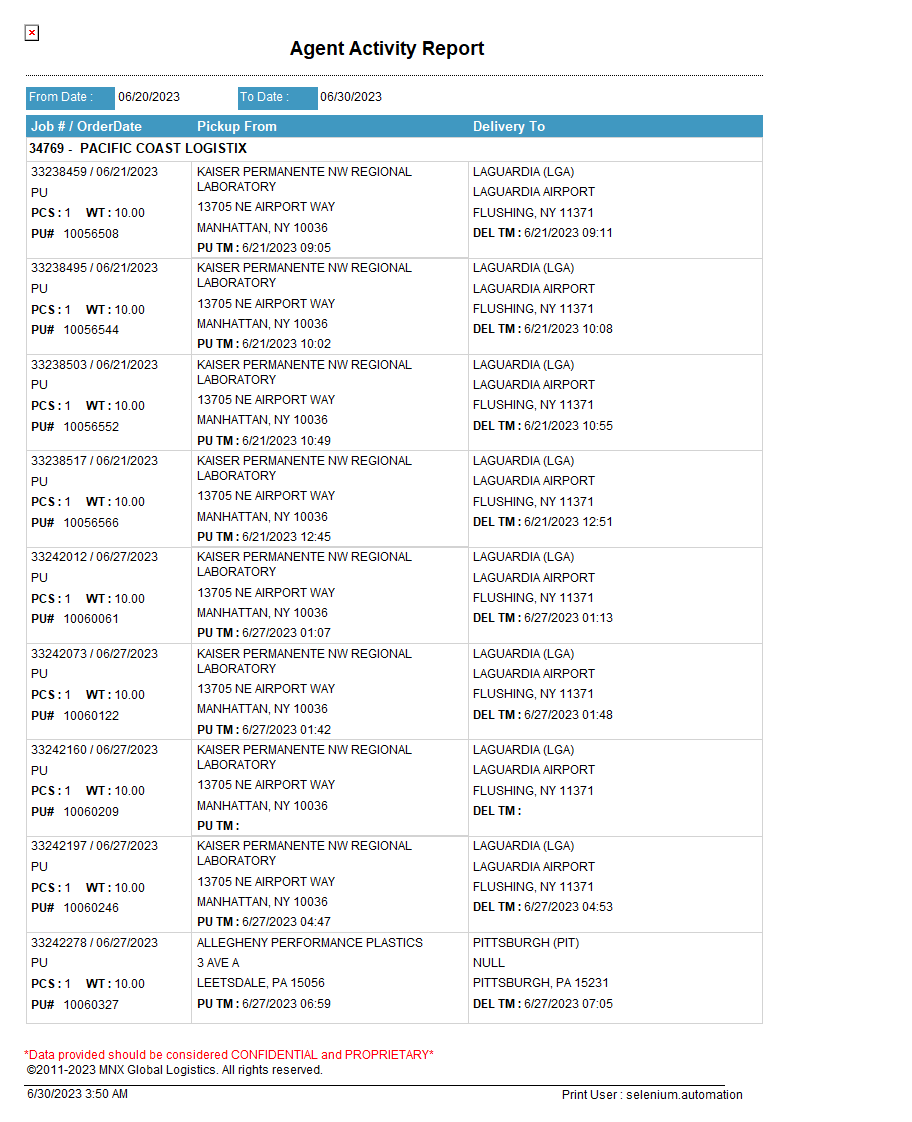 Agent Activity Report
From Date : 06/20/2023 To Date : 06/30/2023
Job # / OrderDate Pickup From Delivery To
34769 - PACIFIC COAST LOGISTIX
33238459 / 06/21/2023 KAISER PERMANENTE NW REGIONAL LAGUARDIA (LGA)
LABORATORY
PU LAGUARDIA AIRPORT
13705 NE AIRPORT WAY
PCS : 1 WT : 10.00 FLUSHING, NY 11371
MANHATTAN, NY 10036
PU# 10056508 DEL TM : 6/21/2023 09:11
PU TM : 6/21/2023 09:05
33238495 / 06/21/2023 KAISER PERMANENTE NW REGIONAL LAGUARDIA (LGA)
LABORATORY
PU LAGUARDIA AIRPORT
13705 NE AIRPORT WAY
PCS : 1 WT : 10.00 FLUSHING, NY 11371
MANHATTAN, NY 10036
PU# 10056544 DEL TM : 6/21/2023 10:08
PU TM : 6/21/2023 10:02
33238503 / 06/21/2023 KAISER PERMANENTE NW REGIONAL LAGUARDIA (LGA)
LABORATORY
PU LAGUARDIA AIRPORT
13705 NE AIRPORT WAY
PCS : 1 WT : 10.00 FLUSHING, NY 11371
MANHATTAN, NY 10036
PU# 10056552 DEL TM : 6/21/2023 10:55
PU TM : 6/21/2023 10:49
33238517 / 06/21/2023 KAISER PERMANENTE NW REGIONAL LAGUARDIA (LGA)
LABORATORY
PU LAGUARDIA AIRPORT
13705 NE AIRPORT WAY
PCS : 1 WT : 10.00 FLUSHING, NY 11371
MANHATTAN, NY 10036
PU# 10056566 DEL TM : 6/21/2023 12:51
PU TM : 6/21/2023 12:45
33242012 / 06/27/2023 KAISER PERMANENTE NW REGIONAL LAGUARDIA (LGA)
LABORATORY
PU LAGUARDIA AIRPORT
13705 NE AIRPORT WAY
PCS : 1 WT : 10.00 FLUSHING, NY 11371
MANHATTAN, NY 10036
PU# 10060061 DEL TM : 6/27/2023 01:13
PU TM : 6/27/2023 01:07
33242073 / 06/27/2023 KAISER PERMANENTE NW REGIONAL LAGUARDIA (LGA)
LABORATORY
PU LAGUARDIA AIRPORT
13705 NE AIRPORT WAY
PCS : 1 WT : 10.00 FLUSHING, NY 11371
MANHATTAN, NY 10036
PU# 10060122 DEL TM : 6/27/2023 01:48
PU TM : 6/27/2023 01:42
33242160 / 06/27/2023 KAISER PERMANENTE NW REGIONAL LAGUARDIA (LGA)
LABORATORY
PU LAGUARDIA AIRPORT
13705 NE AIRPORT WAY
PCS : 1 WT : 10.00 FLUSHING, NY 11371
MANHATTAN, NY 10036
PU# 10060209 DEL TM :
PU TM :
33242197 / 06/27/2023 KAISER PERMANENTE NW REGIONAL LAGUARDIA (LGA)
LABORATORY
PU LAGUARDIA AIRPORT
13705 NE AIRPORT WAY
PCS : 1 WT : 10.00 FLUSHING, NY 11371
MANHATTAN, NY 10036
PU# 10060246 DEL TM : 6/27/2023 04:53
PU TM : 6/27/2023 04:47
33242278 / 06/27/2023 ALLEGHENY PERFORMANCE PLASTICS PITTSBURGH (PIT)
PU 3 AVE A NULL
PCS : 1 WT : 10.00 LEETSDALE, PA 15056 PITTSBURGH, PA 15231
PU# 10060327 PU TM : 6/27/2023 06:59 DEL TM : 6/27/2023 07:05
*Data provided should be considered CONFIDENTIAL and PROPRIETARY*
©2011-2023 MNX Global Logistics. All rights reserved.
6/30/2023 3:50 AM Print User : selenium.automation